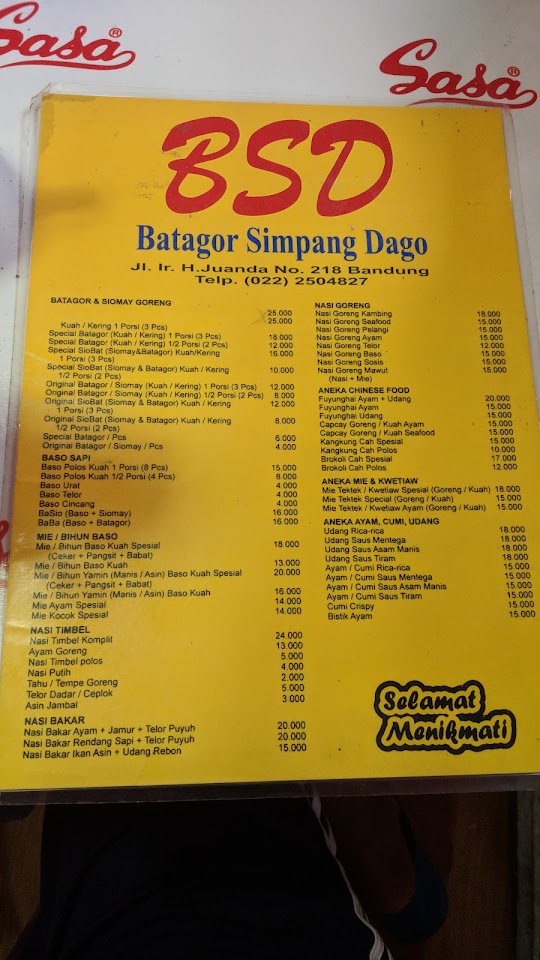 Sasa®
Sasa®
BSD
Batagor Simpang Dago
Jl. Ir. H.Juanda No. 218 Bandung
Telp. (022) 2504827
BATAGOR & SIOMAY GORENG
25.000
Kuah / Kering 1 Porsi (3 Pcs) 25.000
Special Batagor (Kuah / Kering) 1 Porsi (3 Pcs) 18.000
Special Batagor (Kuah / Kering) 1/2 Porsi (2 Pcs) 12.000
Special SioBat (Siomay&Batagor) Kuah/Kering 16.000
1 Porsi (3 Pcs)
Special SioBat (Siomay & Batagor) Kuah / Kering 10.000
1/2 Porsi (2 Pcs)
Original Batagor / Siomay (Kuah / Kering) 1 Porsi (3 Pcs) 12.000
Original Batagor / Siomay (Kuah / Kering) 1/2 Porsi (2 Pcs) 8.000
Original SioBat (Siomay & Batagor) Kuah / Kering 12.000
1 Porsi (3 Pcs)
Original SioBat (Siomay & Batagor) Kuah / Kering 8.000
1/2 Porsi (2 Pcs)
Special Batagor / Pcs 6.000
Original Batagor / Siomay / Pcs 4.000
BASO SAPI
Baso Polos Kuah 1 Porsi (8 Pcs) 15.000
Baso Polos Kuah 1/2 Porsi (4 Pcs) 8.000
Baso Urat 4.000
Baso Telor 4.000
Baso Cincang 4.000
BaSio (Baso + Siomay) 16.000
BaBa (Baso + Batagor) 16.000
MIE / BIHUN BASO
Mie / Bihun Baso Kuah Spesial 18.000
(Ceker + Pangsit + Babat)
Mie / Bihun Baso Kuah 13.000
Mie / Bihun Yamin (Manis / Asin) Baso Kuah Spesial 20.000
(Ceker + Pangsit + Babat)
Mie / Bihun Yamin (Manis / Asin) Baso Kuah 16.000
Mie Ayam Spesial 14.000
Mie Kocok Spesial 14.000
NASI TIMBEL
Nasi Timbel Komplit 24.000
Ayam Goreng 13.000
Nasi Timbel polos 5.000
Nasi Putih 4.000
Tahu / Tempe Goreng 2.000
Telor Dadar / Ceplok 5.000
Asin Jambal 3.000
NASI BAKAR
Nasi Bakar Ayam + Jamur + Telor Puyuh 20.000
Nasi Bakar Rendang Sapi + Telor Puyuh 20.000
Nasi Bakar Ikan Asin + Udang Rebon 15.000
NASI GORENG
Nasi Goreng Kambing 18.000
Nasi Goreng Seafood 15.000
Nasi Goreng Pelangi 15.000
Nasi Goreng Ayam 15.000
Nasi Goreng Telor 12.000
Nasi Goreng Baso 15.000
Nasi Goreng Sosis 15.000
Nasi Goreng Mawut 15.000
(Nasi + Mie)
ANEKA CHINESE FOOD
Fuyunghai Ayam + Udang 20.000
Fuyunghai Ayam 15.000
Fuyunghai Udang 15.000
Capcay Goreng / Kuah Ayam 15.000
Capcay Goreng / Kuah Seafood 15.000
Kangkung Cah Spesial 15.000
Kangkung Cah Polos 10.000
Brokoli Cah Spesial 17.000
Brokoli Cah Polos 12.000
ANEKA MIE & KWETIAW
Mie Tektek / Kwetiaw Spesial (Goreng / Kuah) 18.000
Mie Tektek Special (Goreng / Kuah) 15.000
Mie Tektek / Kwetiaw Ayam (Goreng / Kuah) 15.000
ANEKA AYAM, CUMI, UDANG
Udang Rica-rica 18.000
Udang Saus Mentega 18.000
Udang Saus Asam Manis 18.000
Udang Saus Tiram 18.000
Ayam / Cumi Rica-rica 15.000
Ayam / Cumi Saus Mentega 15.000
Ayam / Cumi Saus Asam Manis 15.000
Ayam / Cumi Saus Tiram 15.000
Cumi Crispy 15.000
Bistik Ayam 15.000
Selamat
Menikmati